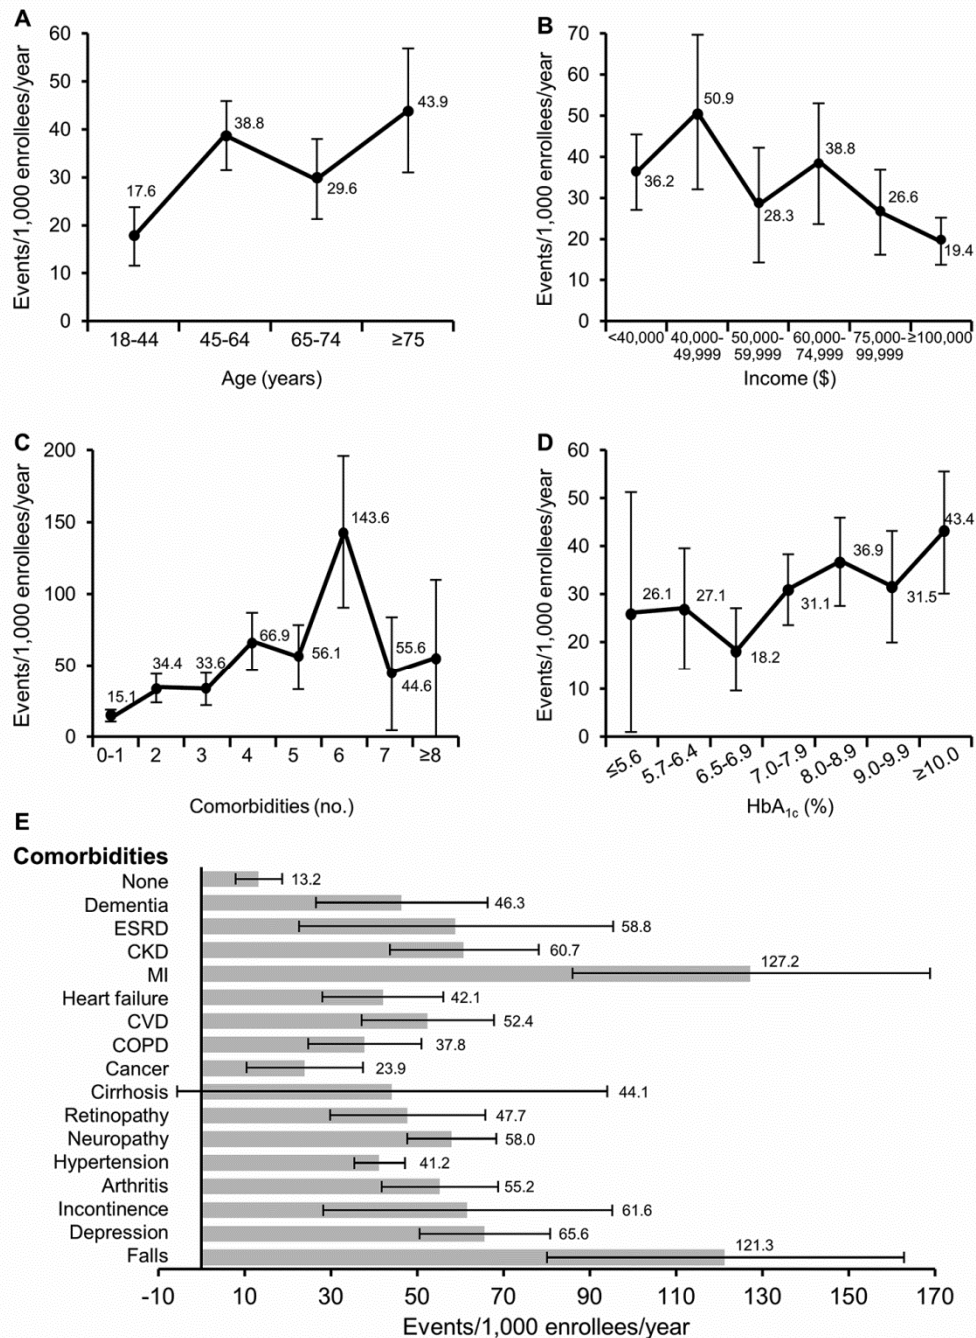 A
Events/1,000 enrollees/year
60
50
40
30
20
10
0
17.6
38.8
29.6
43.9
18-44
45-64
65-74
≥75
Age (years)
B
Events/1,000 enrollees/year
70
60
50
40
30
20
10
0
36.2
50.9
28.3
38.8
26.6
19.4
<40,000
40,000-
49,999
50,000-
59,999
60,000-
74,999
75,000-
99,999
≥100,000
Income ($)
C
Events/1,000 enrollees/year
200
150
100
50
0
15.1
34.4
33.6
66.9
56.1
143.6
44.6
55.6
0-1
2
3
4
5
6
7
≥8
Comorbidities (no.)
D
Events/1,000 enrollees/year
60
50
40
30
20
10
0
26.1
27.1
18.2
31.1
36.9
31.5
43.4
≤5.6
5.7-6.4
6.5-6.9
7.0-7.9
8.0-8.9
9.0-9.9
≥10.0
HbA1c (%)
E
Comorbidities
None 13.2
Dementia 46.3
ESRD 58.8
CKD 60.7
MI 127.2
Heart failure 42.1
CVD 52.4
COPD 37.8
Cancer 23.9
Cirrhosis 44.1
Retinopathy 47.7
Neuropathy 58.0
Hypertension 41.2
Arthritis 55.2
Incontinence 61.6
Depression 65.6
Falls 121.3
-10 10 30 50 70 90 110 130 150 170
Events/1,000 enrollees/year